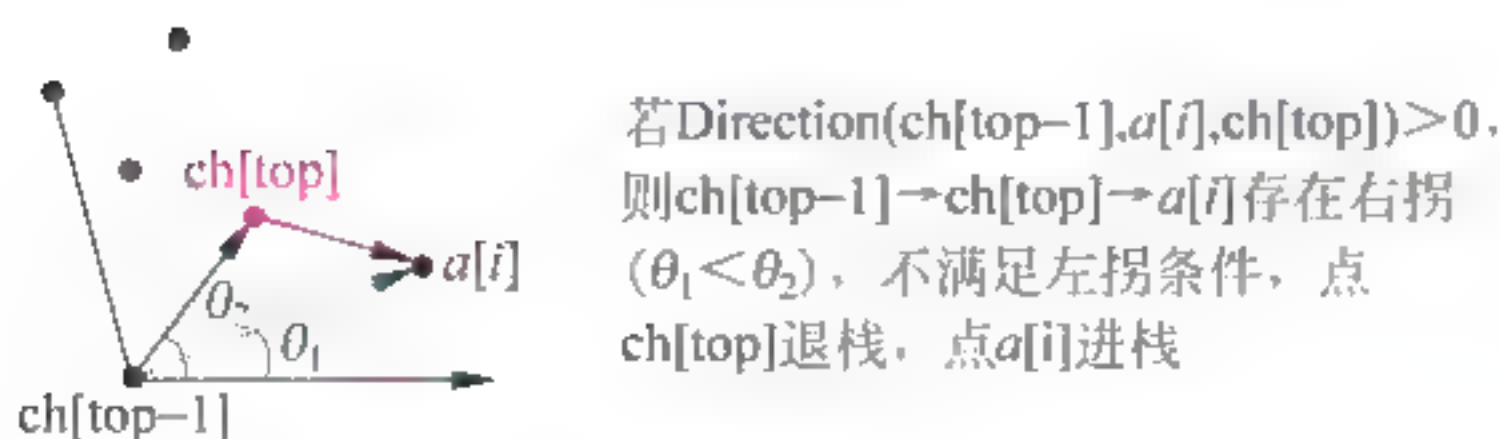 ch[top]
a[i]
θ₂
θ₁
ch[top−1]
若Direction(ch[top−1],a[i],ch[top])>0,
则ch[top−1]→ch[top]→a[i]存在右拐
(θ₁<θ₂),不满足左拐条件,点
ch[top]退栈,点a[i]进栈